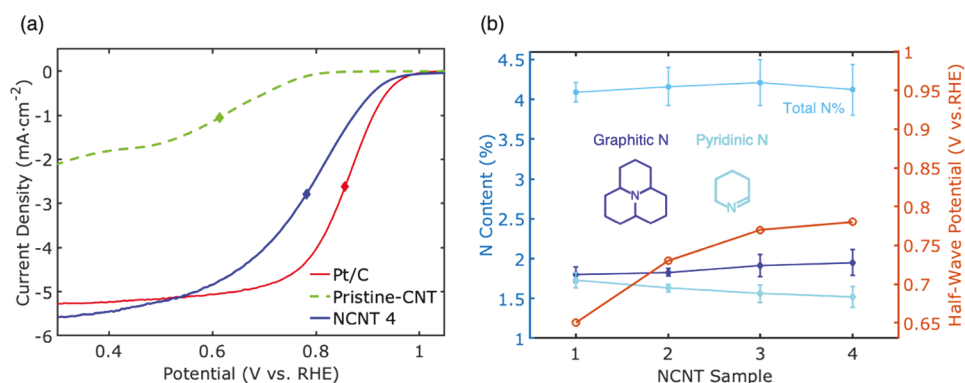 (a)
0
-1
-2
-3
-4
-5
-6
Current Density (mA·cm⁻²)
0.4
0.6
0.8
1
Potential (V vs. RHE)
Pt/C
Pristine-CNT
NCNT 4
(b)
4.5
4
3.5
3
2.5
2
1.5
1
N Content (%)
Total N%
Graphitic N
Pyridinic N
N
N
1
2
3
4
NCNT Sample
1
0.95
0.9
0.85
0.8
0.75
0.7
0.65
Half-Wave Potential (V vs.RHE)